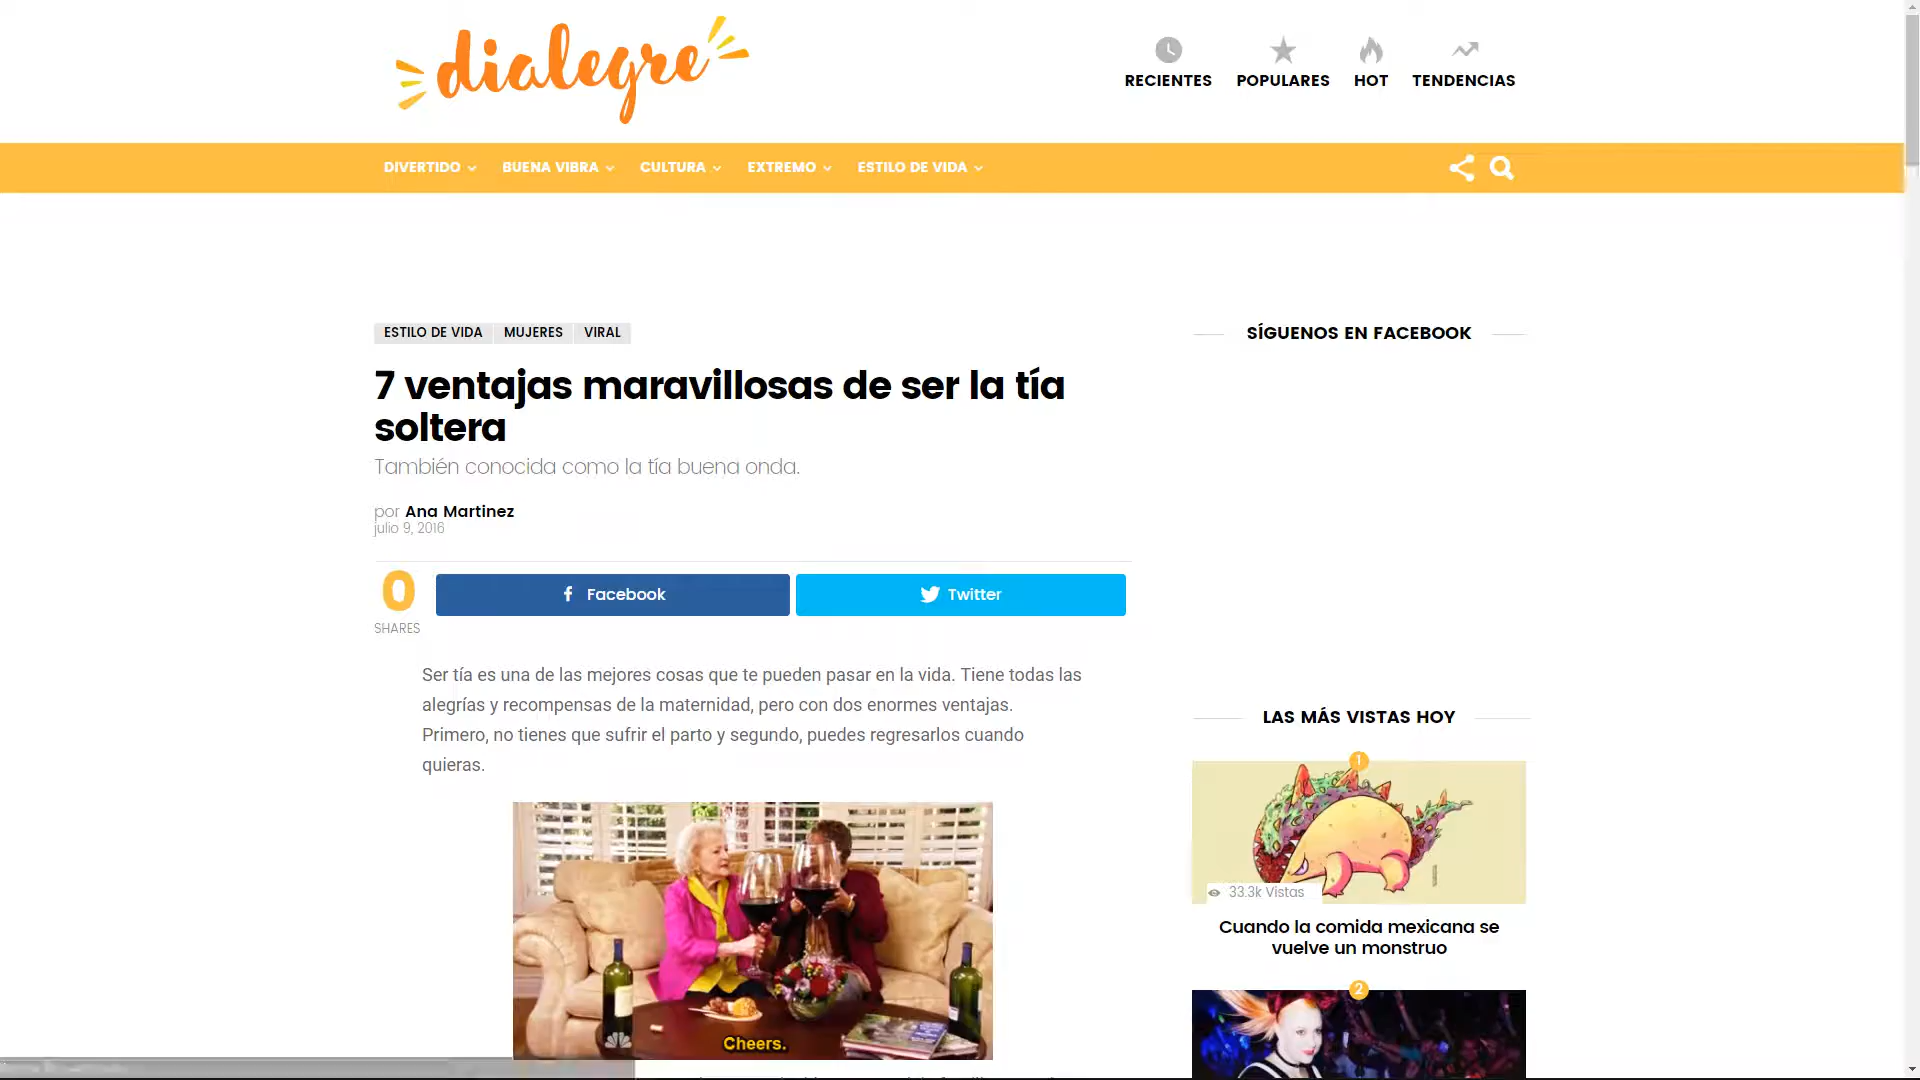 dialegre
RECIENTES
POPULARES
HOT
TENDENCIAS
DIVERTIDO
BUENA VIBRA
CULTURA
EXTREMO
ESTILO DE VIDA
ESTILO DE VIDA
MUJERES
VIRAL
7 ventajas maravillosas de ser la tía
soltera
También conocida como la tía buena onda.
por Ana Martinez
julio 9, 2016
0
SHARES
Facebook
Twitter
Ser tía es una de las mejores cosas que te pueden pasar en la vida. Tiene todas las
alegrías y recompensas de la maternidad, pero con dos enormes ventajas.
Primero, no tienes que sufrir el parto y segundo, puedes regresarlos cuando
quieras.
Cheers.
SÍGUENOS EN FACEBOOK
LAS MÁS VISTAS HOY
1
33.3k Vistas
Cuando la comida mexicana se
vuelve un monstruo
2